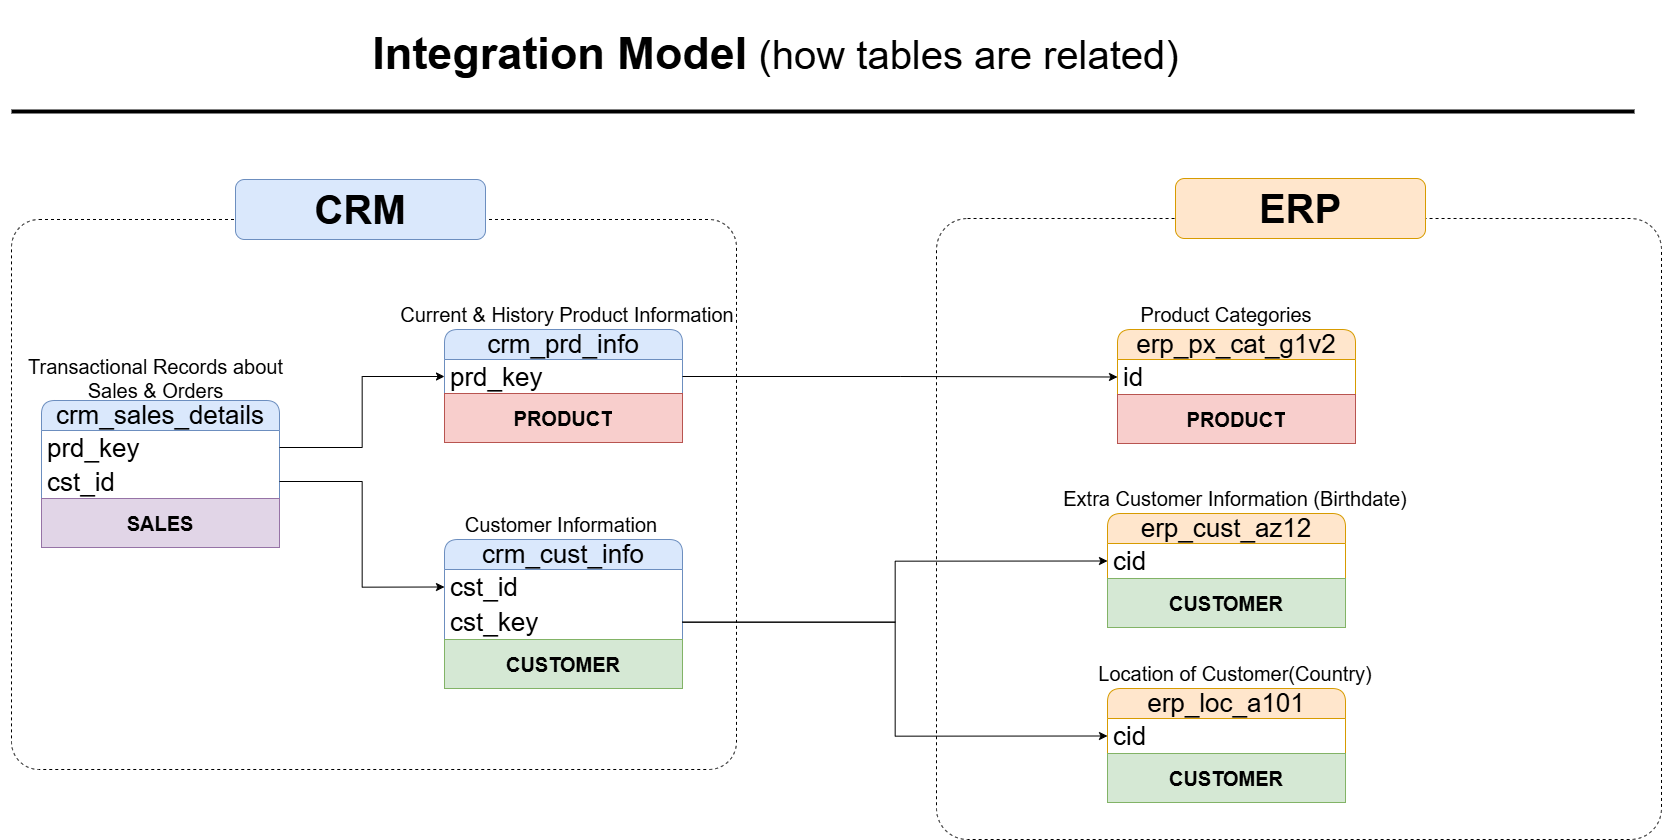 Integration Model (how tables are related)
CRM
Transactional Records about
Sales & Orders
crm_sales_details
prd_key
cst_id
SALES
Current & History Product Information
crm_prd_info
prd_key
PRODUCT
Customer Information
crm_cust_info
cst_id
cst_key
CUSTOMER
ERP
Product Categories
erp_px_cat_g1v2
id
PRODUCT
Extra Customer Information (Birthdate)
erp_cust_az12
cid
CUSTOMER
Location of Customer(Country)
erp_loc_a101
cid
CUSTOMER